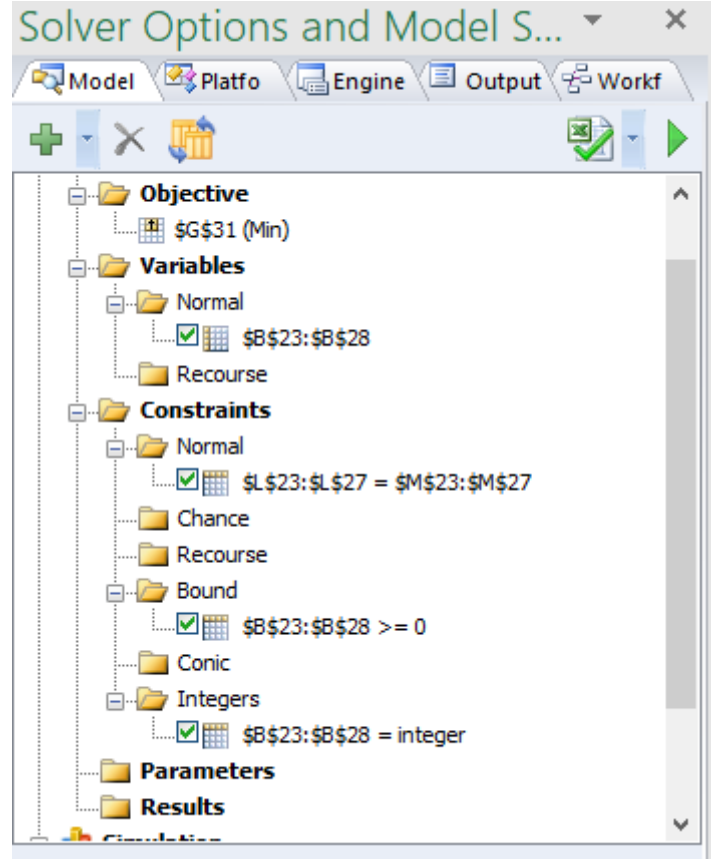 Solver Options and Model S...
Model Platfo Engine Output Workf
Objective
$G$31 (Min)
Variables
Normal
$B$23:$B$28
Recourse
Constraints
Normal
$L$23:$L$27 = $M$23:$M$27
Chance
Recourse
Bound
$B$23:$B$28 >= 0
Conic
Integers
$B$23:$B$28 = integer
Parameters
Results
Simulation